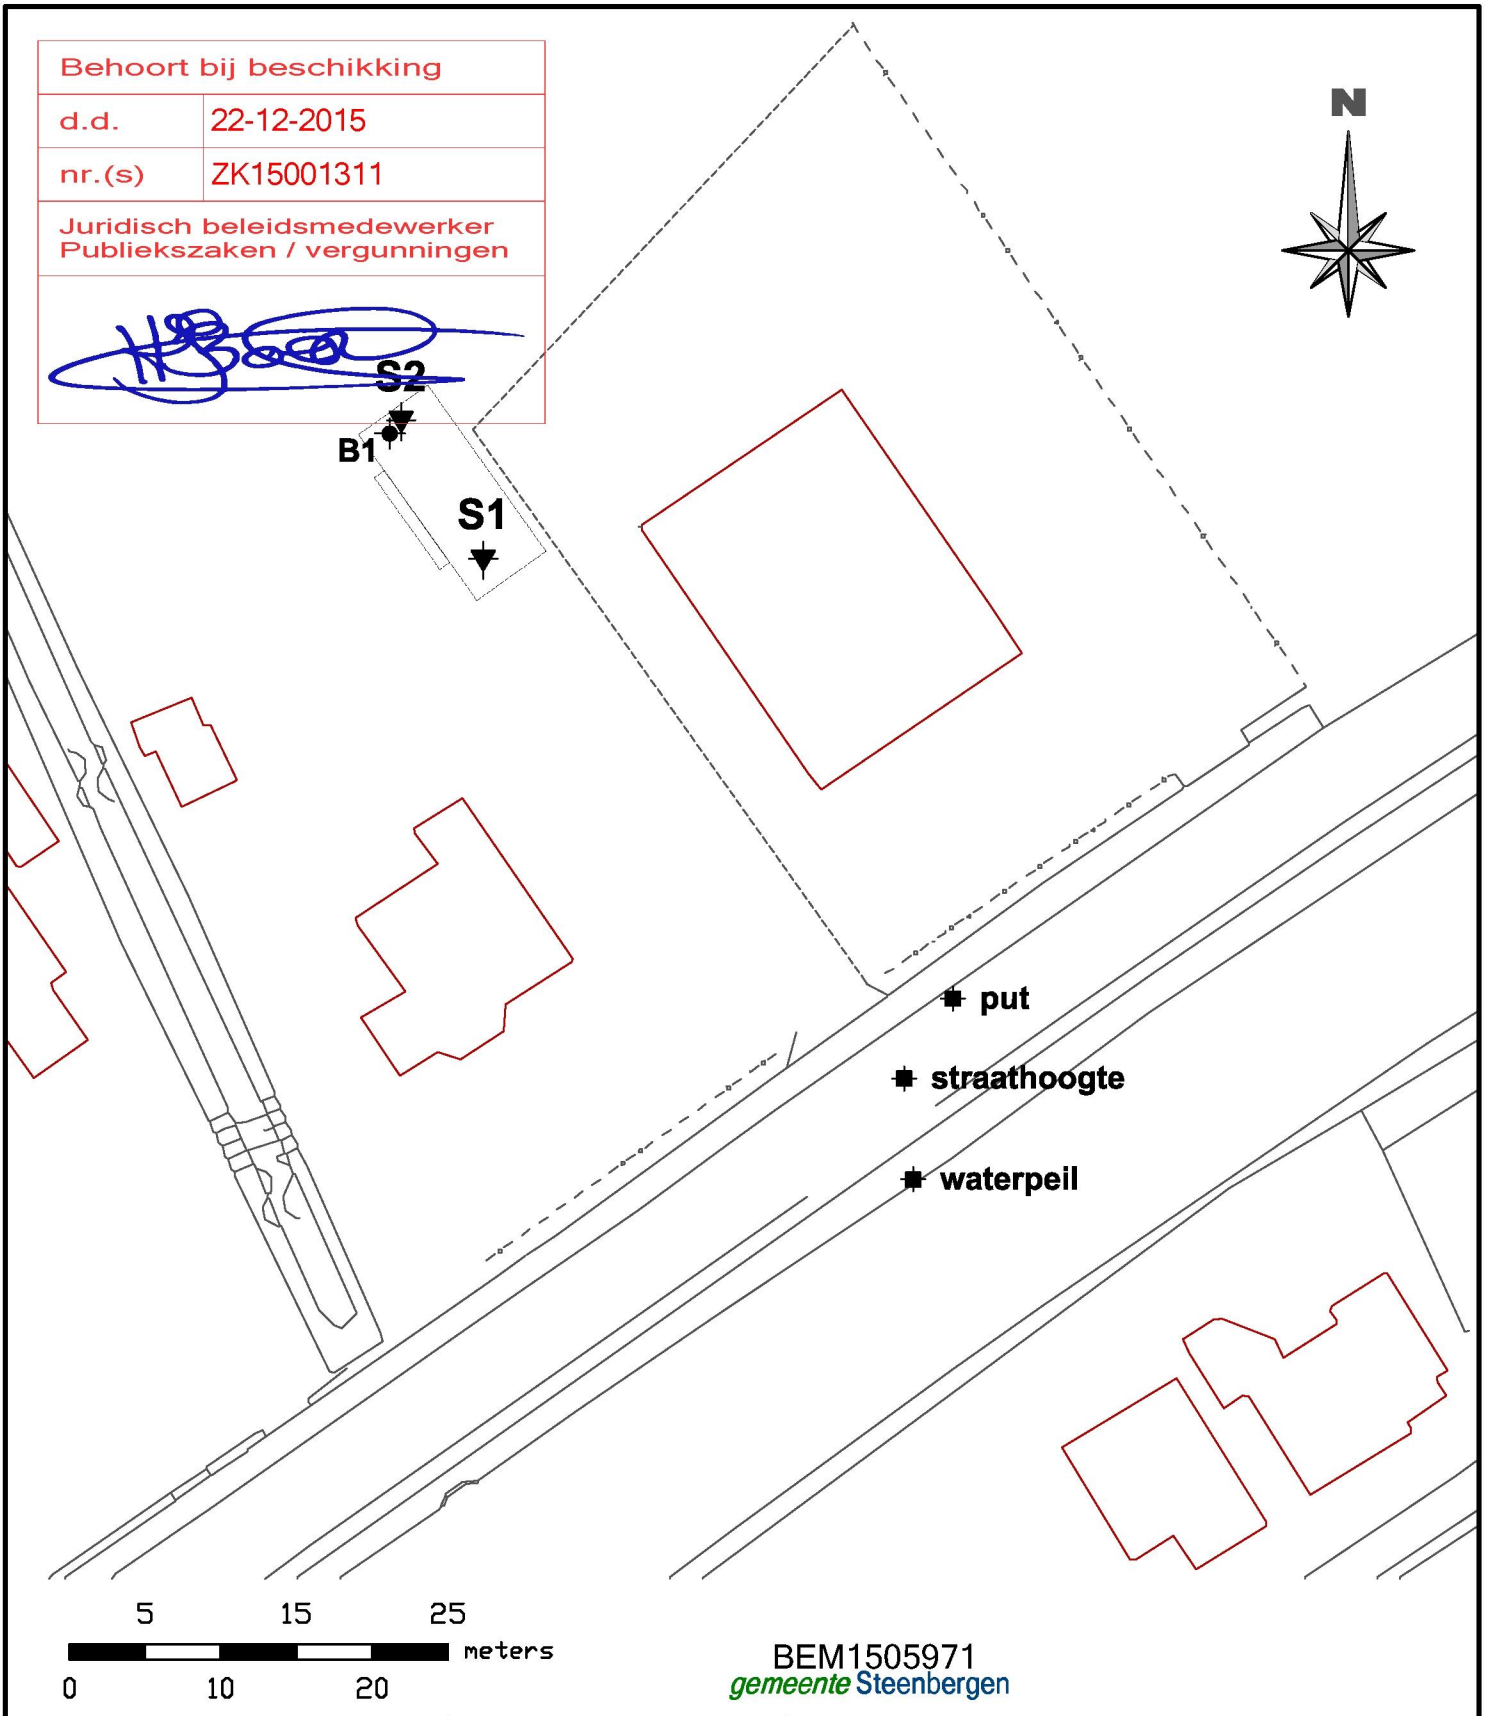 Behoort bij beschikking
d.d. 22-12-2015
nr.(s) ZK15001311
Juridisch beleidsmedewerker
Publiekszaken / vergunningen
N
S2
B1
S1
put
straathoogte
waterpeil
5 15 25
meters
0 10 20
BEM1505971
gemeente Steenbergen